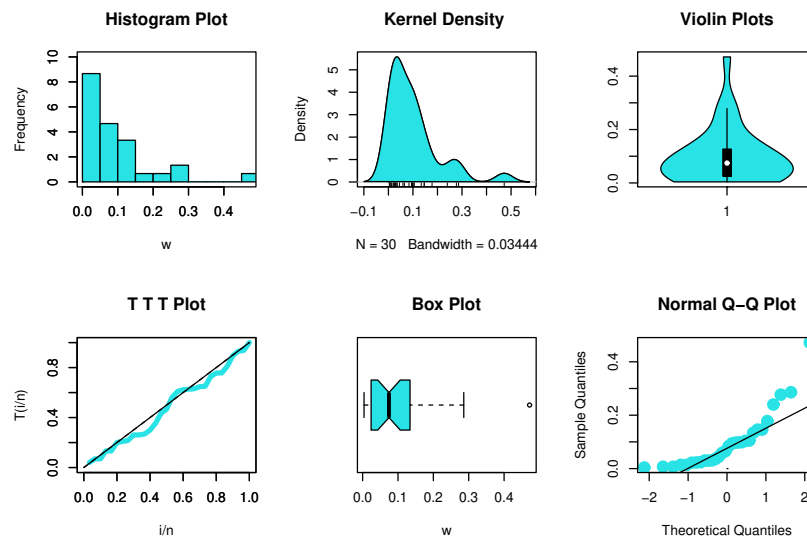 Histogram Plot
Frequency
0 2 4 6 8 10
0.0 0.1 0.2 0.3 0.4
w
Kernel Density
Density
0 1 2 3 4 5
−0.1 0.1 0.3 0.5
N = 30 Bandwidth = 0.03444
Violin Plots
0.0 0.2 0.4
1
T T T Plot
T(i/n)
0.0 0.4 0.8
0.0 0.2 0.4 0.6 0.8 1.0
i/n
Box Plot
0.0 0.1 0.2 0.3 0.4
w
Normal Q−Q Plot
Sample Quantiles
0.0 0.2 0.4
−2 −1 0 1 2
Theoretical Quantiles